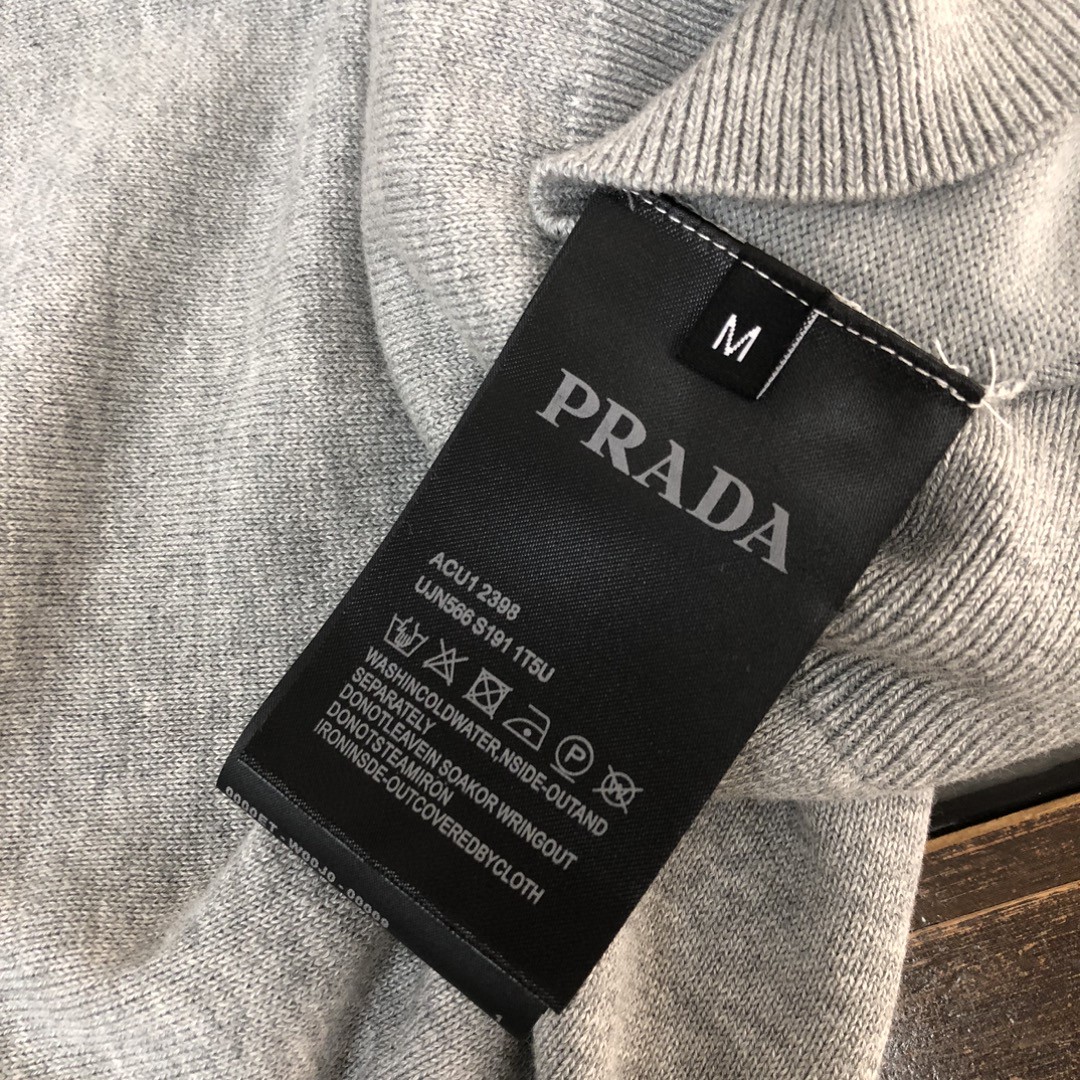 M
PRADA
ACU1 2398
UJN566 S191 1T5U
P
W
WASHINCOLDWATER,NSIDE-OUTAND
SEPARATELY
DONOTLEAVEIN SOAKOR WRINGOUT
DONOTSTEAMIRON
IRONINSDE-OUTCOVEREDBYCLOTH